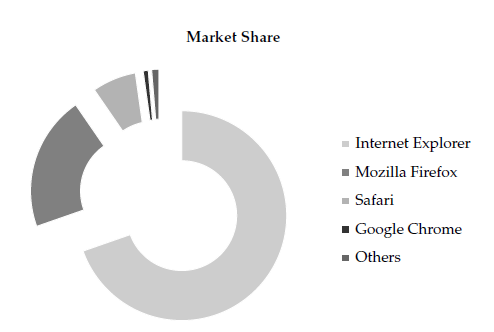 Market Share
Internet Explorer
Mozilla Firefox
Safari
Google Chrome
Others